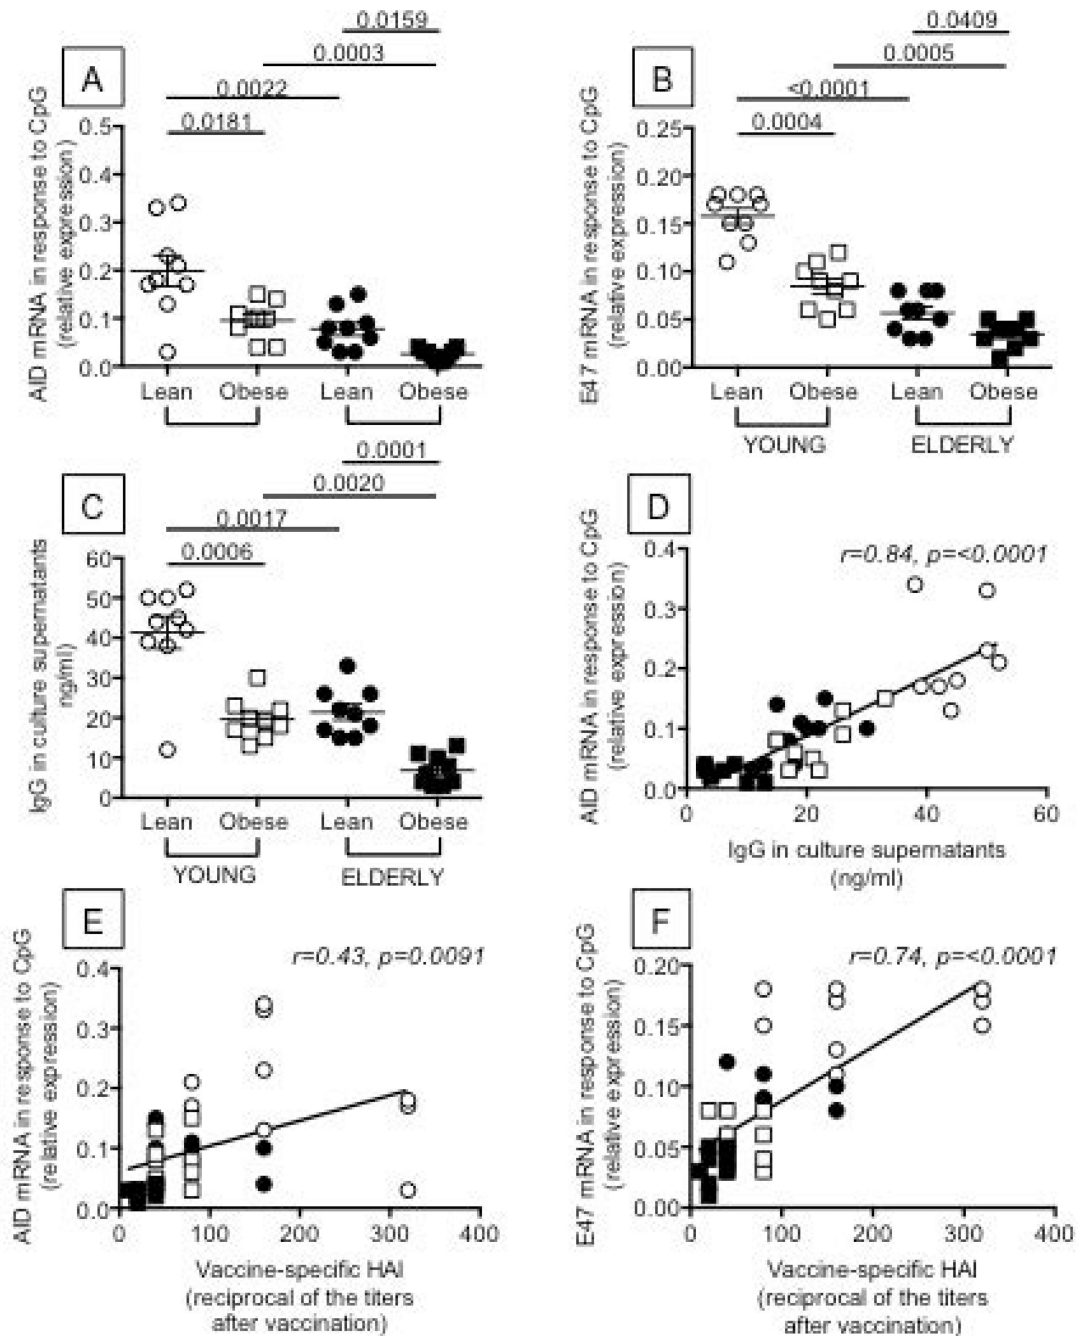 A
0.0159
0.0003
0.0022
0.0181
AID mRNA in response to CpG
(relative expression)
0.5
0.4
0.3
0.2
0.1
0.0
Lean Obese Lean Obese
B
0.0409
0.0005
<0.0001
0.0004
E47 mRNA in response to CpG
(relative expression)
0.25
0.20
0.15
0.10
0.05
0.00
Lean Obese Lean Obese
YOUNG ELDERLY
C
0.0001
0.0020
0.0017
0.0006
IgG in culture supernatants
ng/ml)
60
50
40
30
20
10
0
Lean Obese Lean Obese
YOUNG ELDERLY
D
r=0.84, p=<0.0001
AID mRNA in response to CpG
(relative expression)
0.4
0.3
0.2
0.1
0.0
0 20 40 60
IgG in culture supernatants
(ng/ml)
E
r=0.43, p=0.0091
AID mRNA in response to CpG
(relative expression)
0.4
0.3
0.2
0.1
0.0
0 100 200 300 400
Vaccine-specific HAI
(reciprocal of the titers
after vaccination)
F
r=0.74, p=<0.0001
E47 mRNA in response to CpG
(relative expression)
0.20
0.15
0.10
0.05
0.00
0 100 200 300 400
Vaccine-specific HAI
(reciprocal of the titers
after vaccination)